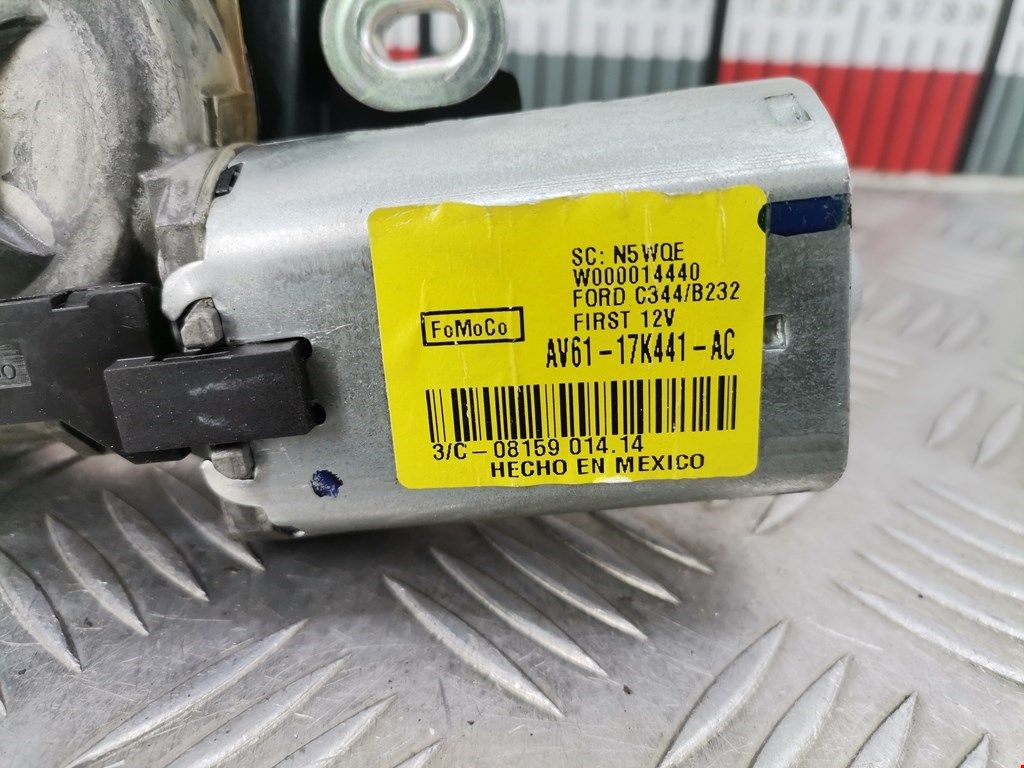 SC: N5WQE
W000014440
FORD C344/B232
FoMoCo
FIRST 12V
AV61-17K441-AC
3/C-08159 014.14
HECHO EN MEXICO